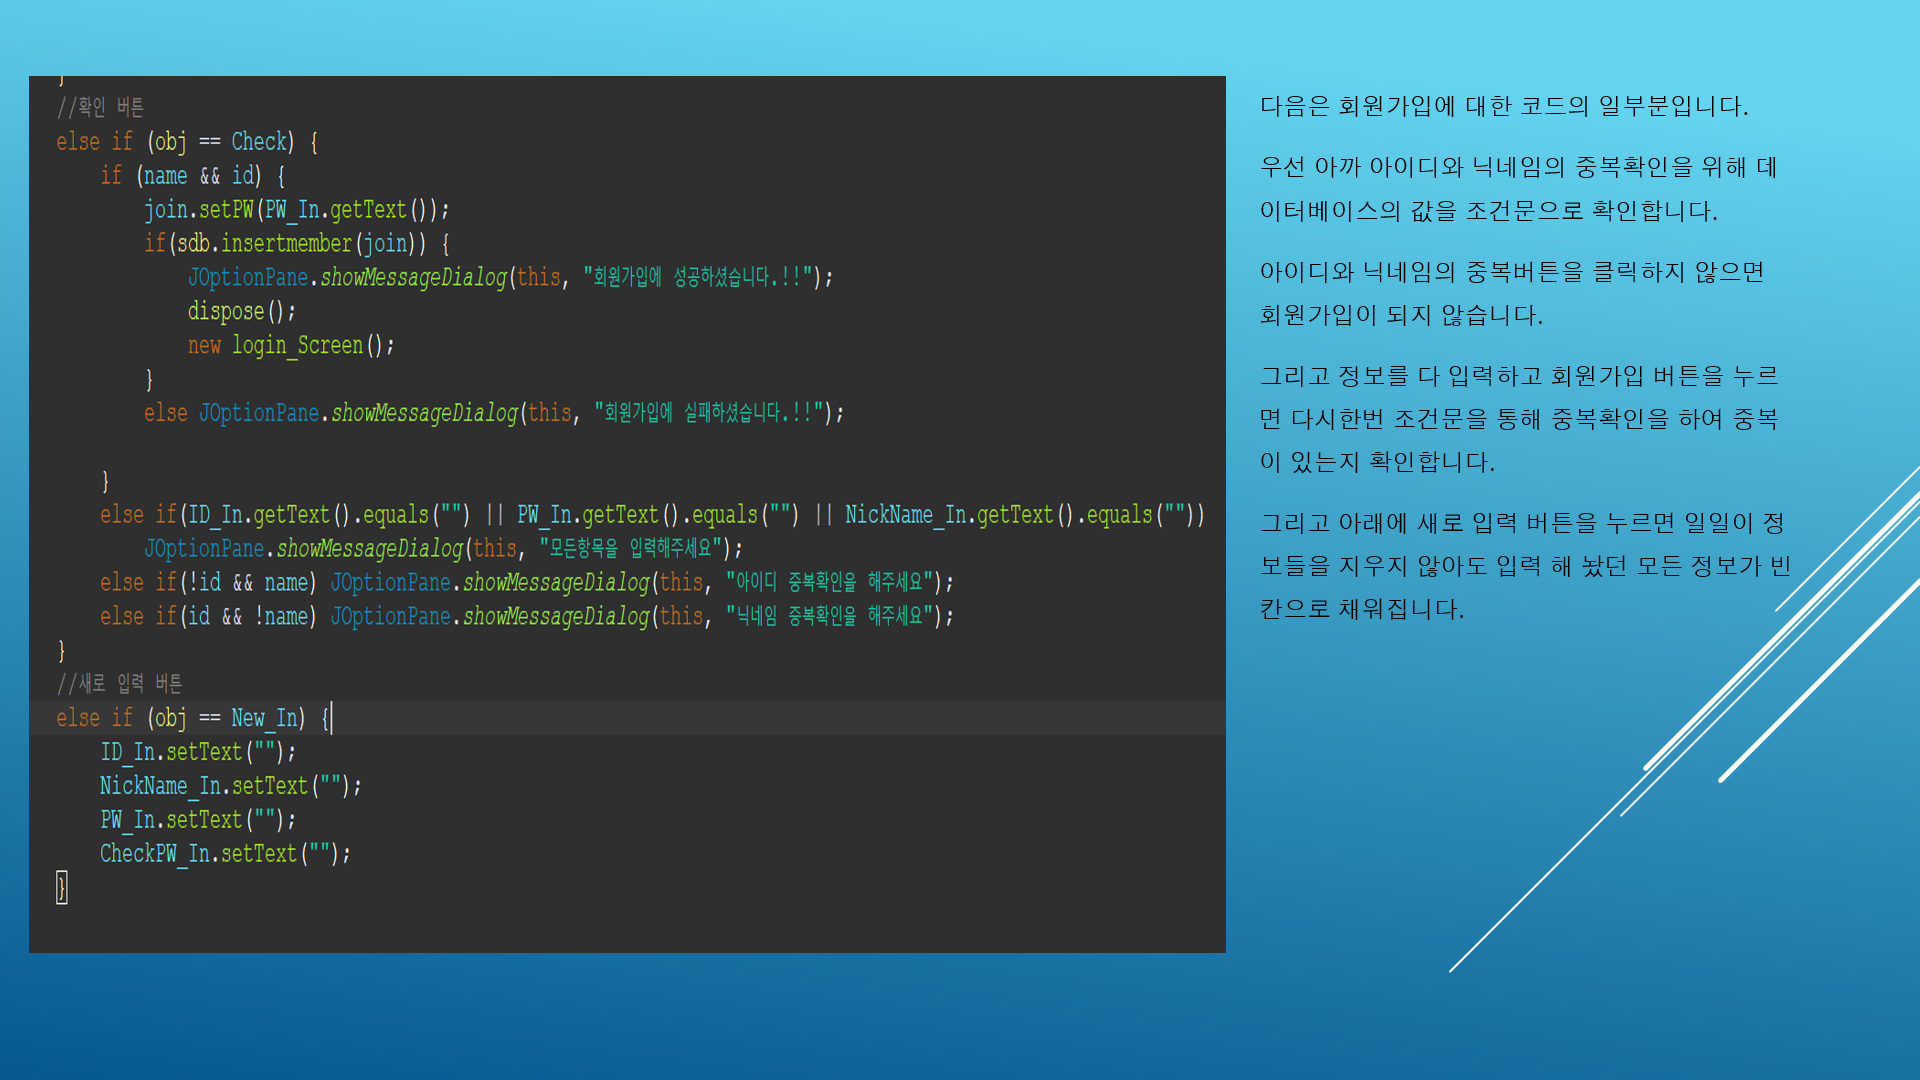 }
//확인 버튼
else if (obj == Check) {
if (name && id) {
join.setPW(PW_In.getText());
if(sdb.insertmember(join)) {
JOptionPane.showMessageDialog(this, "회원가입에 성공하셨습니다.!!");
dispose();
new login_Screen();
}
else JOptionPane.showMessageDialog(this, "회원가입에 실패하셨습니다.!!");
}
else if(ID_In.getText().equals("") || PW_In.getText().equals("") || NickName_In.getText().equals(""))
JOptionPane.showMessageDialog(this, "모든항목을 입력해주세요");
else if(!id && name) JOptionPane.showMessageDialog(this, "아이디 중복확인을 해주세요");
else if(id && !name) JOptionPane.showMessageDialog(this, "닉네임 중복확인을 해주세요");
}
//새로 입력 버튼
else if (obj == New_In) {
ID_In.setText("");
NickName_In.setText("");
PW_In.setText("");
CheckPW_In.setText("");
}
다음은 회원가입에 대한 코드의 일부분입니다.
우선 아까 아이디와 닉네임의 중복확인을 위해 데
이터베이스의 값을 조건문으로 확인합니다.
아이디와 닉네임의 중복버튼을 클릭하지 않으면
회원가입이 되지 않습니다.
그리고 정보를 다 입력하고 회원가입 버튼을 누르
면 다시한번 조건문을 통해 중복확인을 하여 중복
이 있는지 확인합니다.
그리고 아래에 새로 입력 버튼을 누르면 일일이 정
보들을 지우지 않아도 입력 해 놨던 모든 정보가 빈
칸으로 채워집니다.